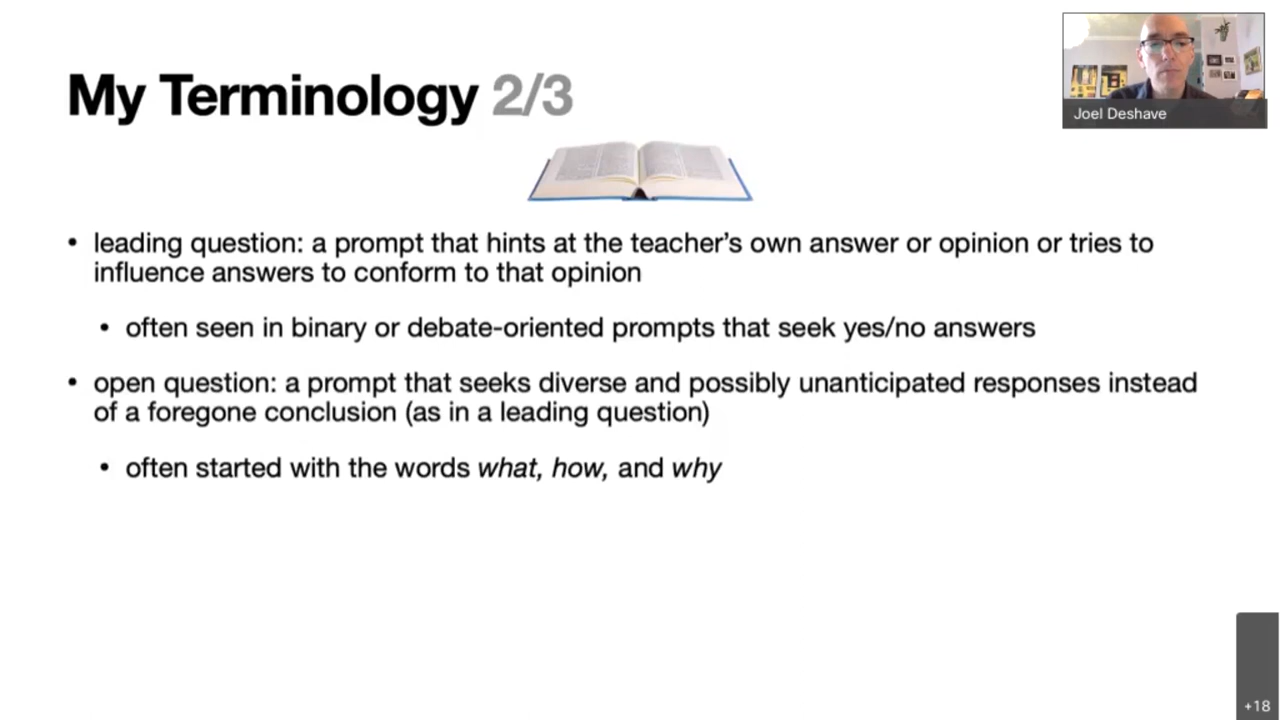 My Terminology 2/3
Joel Deshave
• leading question: a prompt that hints at the teacher's own answer or opinion or tries to
influence answers to conform to that opinion
• often seen in binary or debate-oriented prompts that seek yes/no answers
• open question: a prompt that seeks diverse and possibly unanticipated responses instead
of a foregone conclusion (as in a leading question)
• often started with the words what, how, and why
+18